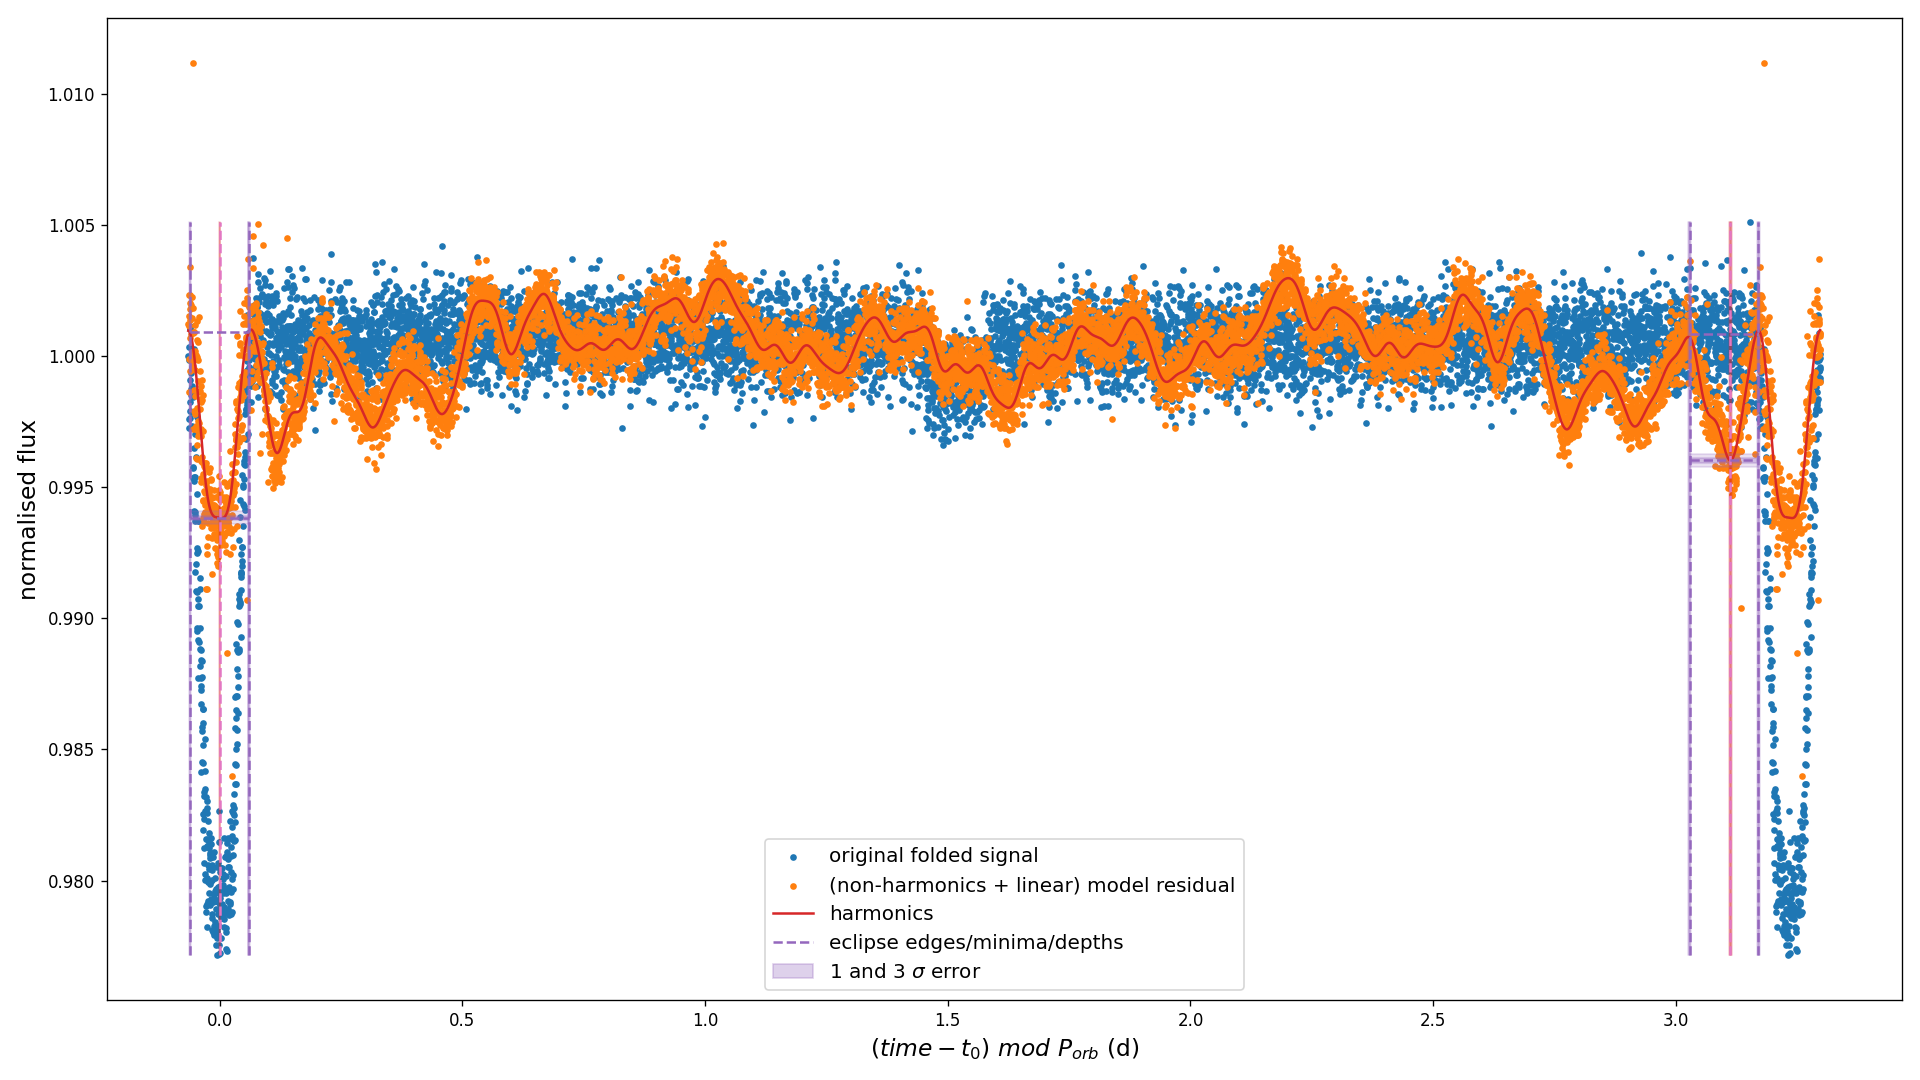 normalised flux
1.010
1.005
1.000
0.995
0.990
0.985
0.980
original folded signal
(non-harmonics + linear) model residual
harmonics
eclipse edges/minima/depths
1 and 3 σ error
0.0 0.5 1.0 1.5 2.0 2.5 3.0
(time − t₀) mod Pₒᵣb (d)